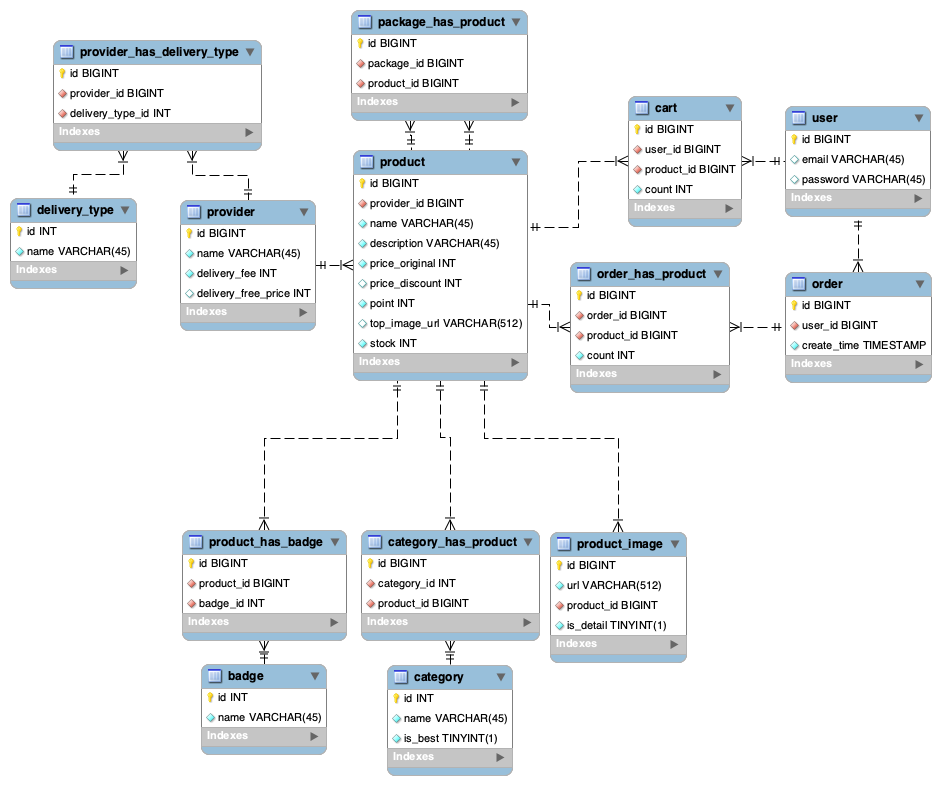 provider_has_delivery_type
id BIGINT
provider_id BIGINT
delivery_type_id INT
Indexes
package_has_product
id BIGINT
package_id BIGINT
product_id BIGINT
Indexes
cart
id BIGINT
user_id BIGINT
product_id BIGINT
count INT
Indexes
user
id BIGINT
email VARCHAR(45)
password VARCHAR(45)
Indexes
delivery_type
id INT
name VARCHAR(45)
Indexes
provider
id BIGINT
name VARCHAR(45)
delivery_fee INT
delivery_free_price INT
Indexes
product
id BIGINT
provider_id BIGINT
name VARCHAR(45)
description VARCHAR(45)
price_original INT
price_discount INT
point INT
top_image_url VARCHAR(512)
stock INT
Indexes
order_has_product
id BIGINT
order_id BIGINT
product_id BIGINT
count INT
Indexes
order
id BIGINT
user_id BIGINT
create_time TIMESTAMP
Indexes
product_has_badge
id BIGINT
product_id BIGINT
badge_id INT
Indexes
category_has_product
id BIGINT
category_id INT
product_id BIGINT
Indexes
product_image
id BIGINT
url VARCHAR(512)
product_id BIGINT
is_detail TINYINT(1)
Indexes
badge
id INT
name VARCHAR(45)
Indexes
category
id INT
name VARCHAR(45)
is_best TINYINT(1)
Indexes